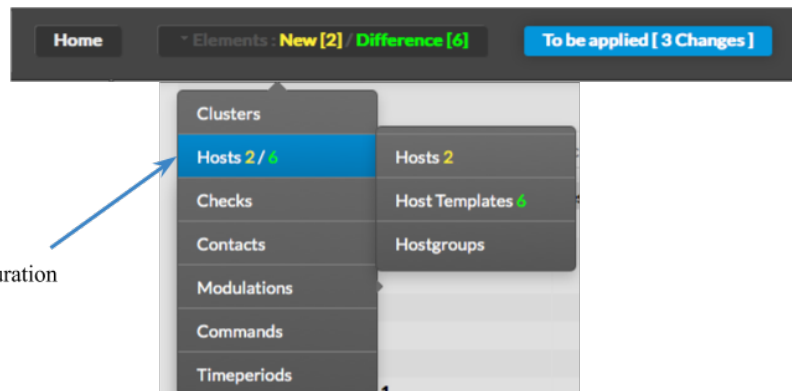 Home
Elements : New [2] / Difference [6]
To be applied [ 3 Changes ]
Clusters
Hosts 2 / 6
Hosts 2
Checks
Host Templates 6
Contacts
Hostgroups
uration
Modulations
Commands
Timeperiods